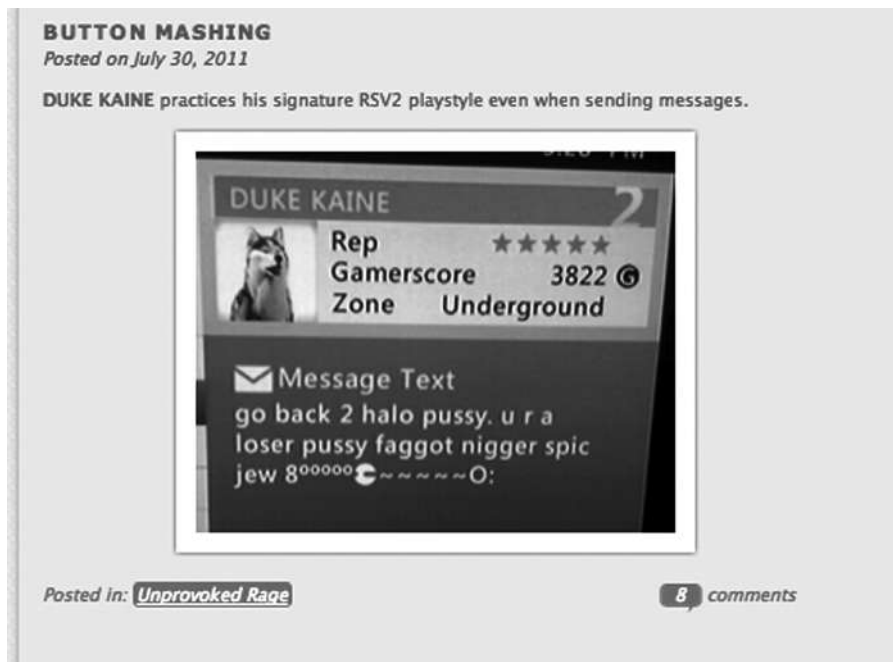 BUTTON MASHING
Posted on July 30, 2011
DUKE KAINE practices his signature RSV2 playstyle even when sending messages.
DUKE KAINE 2
Rep
Gamerscore 3822 G
Zone Underground
Message Text
go back 2 halo pussy. u r a
loser pussy faggot nigger spic
jew 8ooooo~~~~~O:
Posted in: Unprovoked Rage
8 comments